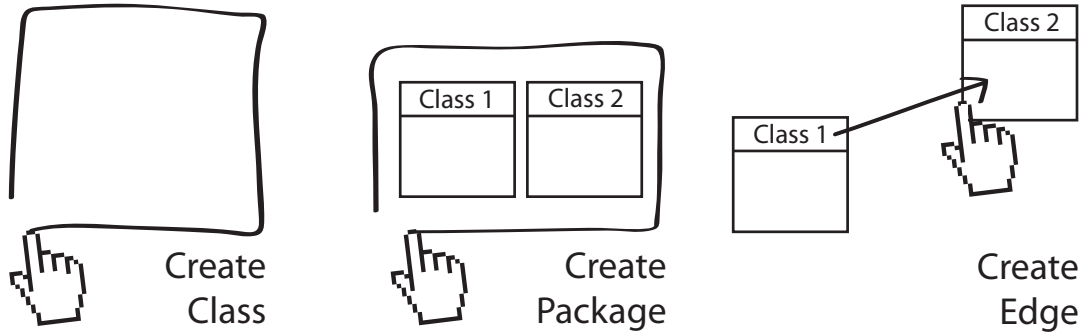 Create
Class
Class 1
Class 2
Create
Package
Class 1
Class 2
Create
Edge